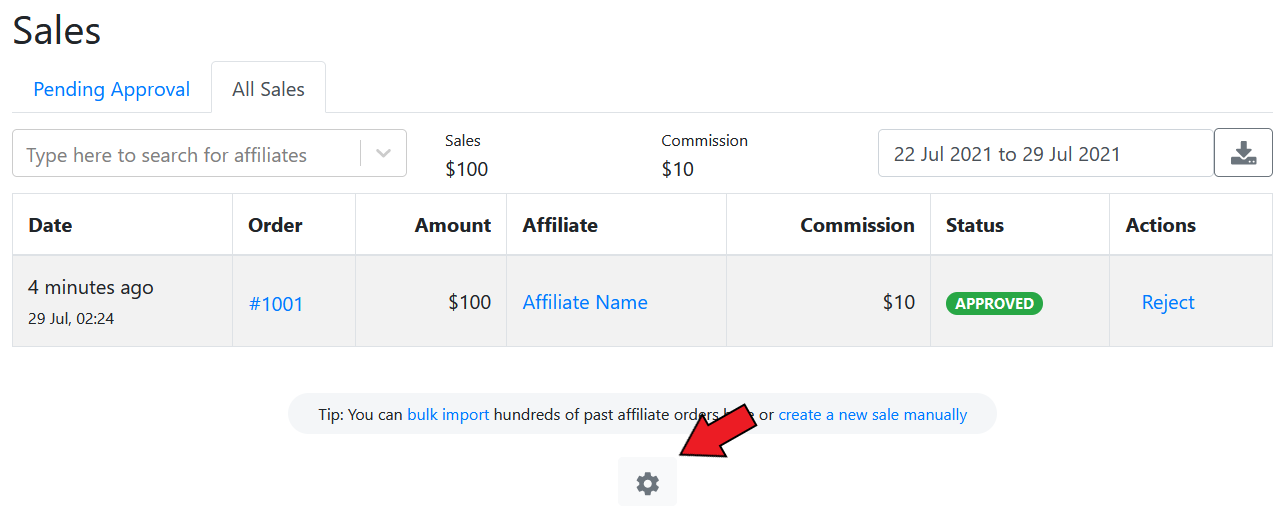 Sales
Pending Approval All Sales
Type here to search for affiliates
Sales
$100
Commission
$10
22 Jul 2021 to 29 Jul 2021
Date Order Amount Affiliate Commission Status Actions
4 minutes ago
29 Jul, 02:24
#1001 $100 Affiliate Name $10 APPROVED Reject
Tip: You can bulk import hundreds of past affiliate orders or create a new sale manually